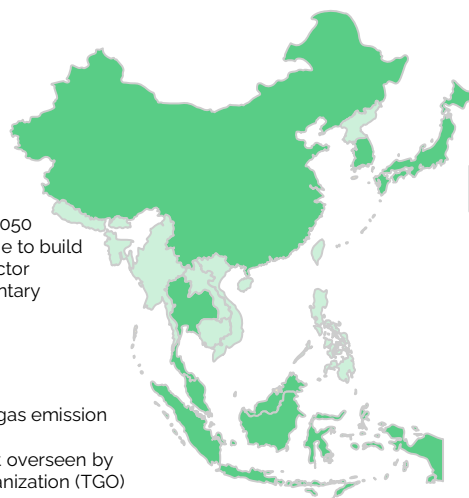 050
e to build
ctor
ntary
gas emission
t overseen by
anization (TGO)